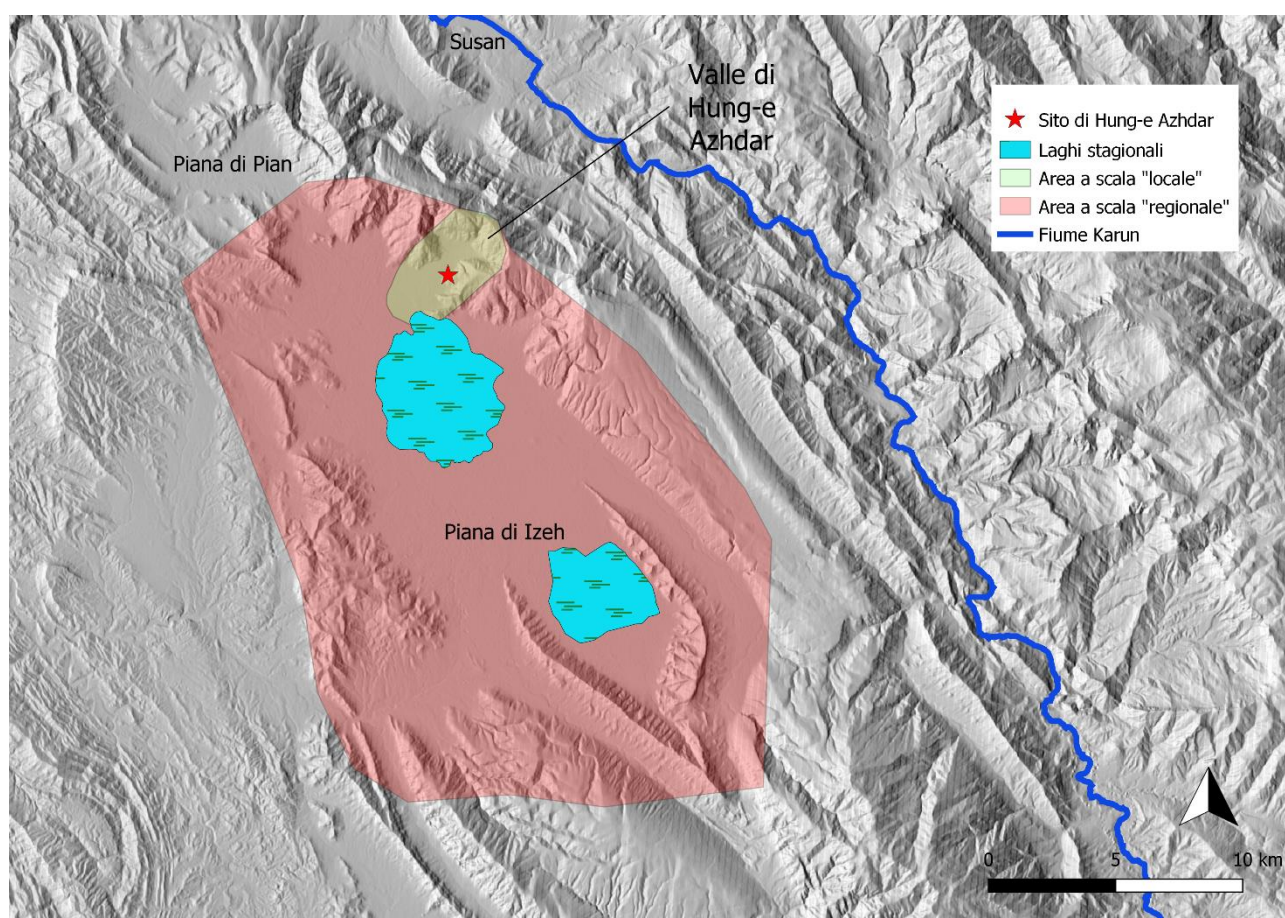 Susan
Valle di
Hung-e
Azhdar
Piana di Pian
Sito di Hung-e Azhdar
Laghi stagionali
Area a scala "locale"
Area a scala "regionale"
Fiume Karun
Piana di Izeh
0 5 10 km